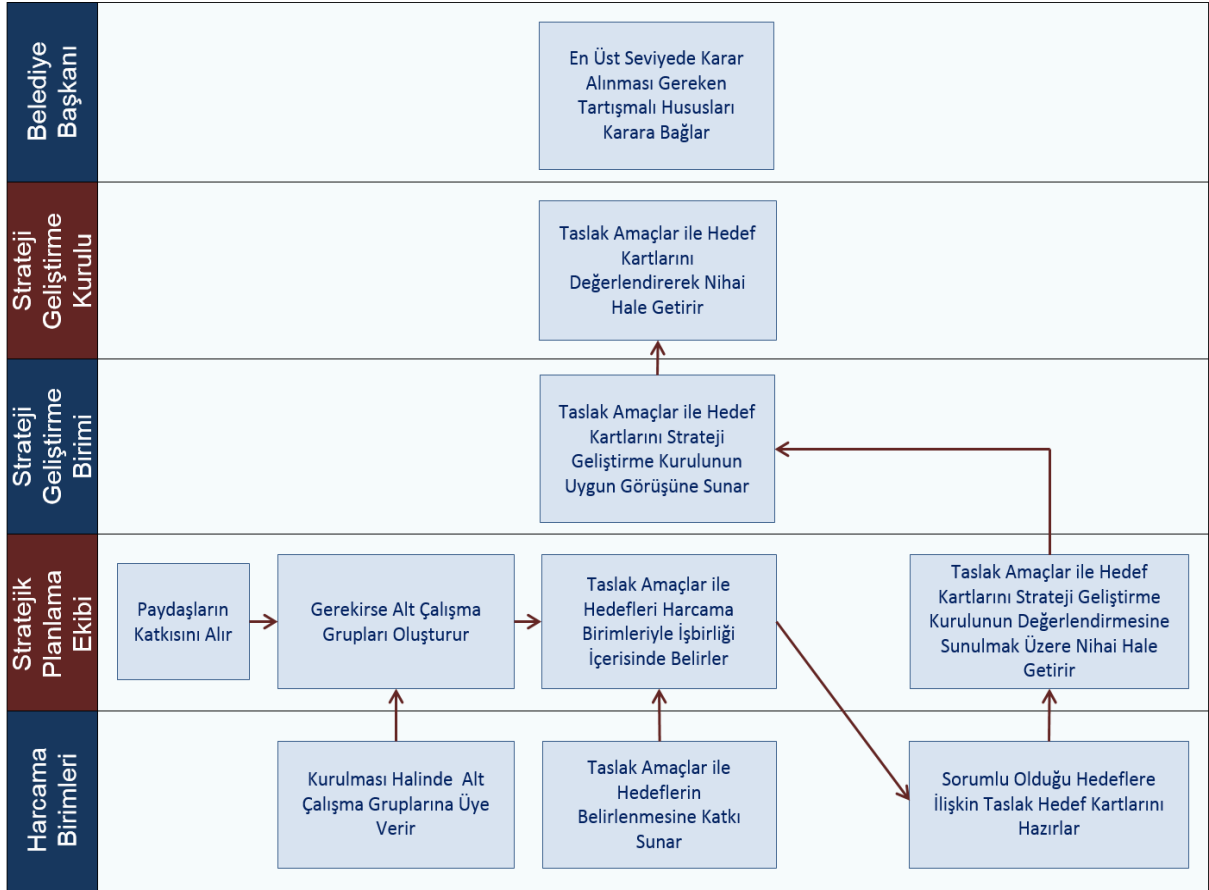 Belediye
Başkanı
En Üst Seviyede Karar
Alınması Gereken
Tartışmalı Hususları
Karara Bağlar
Strateji
Geliştirme
Kurulu
Taslak Amaçlar ile Hedef
Kartlarını
Değerlendirerek Nihai
Hale Getirir
Strateji
Geliştirme
Birimi
Taslak Amaçlar ile Hedef
Kartlarını Strateji
Geliştirme Kurulunun
Uygun Görüşüne Sunar
Stratejik
Planlama
Ekibi
Paydaşların
Katkısını Alır
Gerekirse Alt Çalışma
Grupları Oluşturur
Taslak Amaçlar ile
Hedefleri Harcama
Birimleriyle İşbirliği
İçerisinde Belirler
Taslak Amaçlar ile Hedef
Kartlarını Strateji Geliştirme
Kurulunun Değerlendirmesine
Sunulmak Üzere Nihai Hale
Getirir
Harcama
Birimleri
Kurulması Halinde Alt
Çalışma Gruplarına Üye
Verir
Taslak Amaçlar ile
Hedeflerin
Belirlenmesine Katkı
Sunar
Sorumlu Olduğu Hedeflere
İlişkin Taslak Hedef Kartlarını
Hazırlar